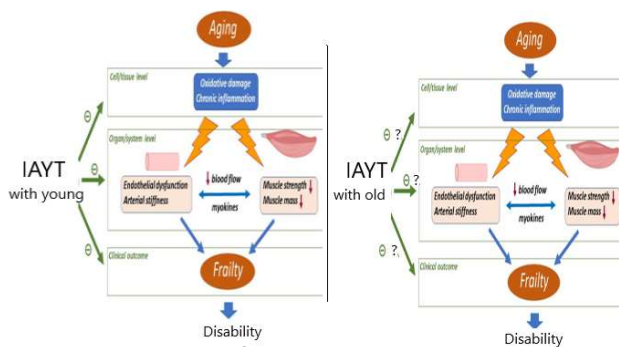 Aging
Cell/tissue level
Oxidative damage
Chronic inflammation
Θ
Organ/system level
IAYT
with young
Θ
Endothelial dysfunction
Arterial stiffness
blood flow
myokines
Muscle strength
Muscle mass
Θ
Clinical outcome
Frailty
Disability
Aging
Cell/tissue level
Oxidative damage
Chronic inflammation
Θ ?
Organ/system level
IAYT
with old
Θ ?
Endothelial dysfunction
Arterial stiffness
blood flow
myokines
Muscle strength
Muscle mass
Θ ?
Clinical outcome
Frailty
Disability